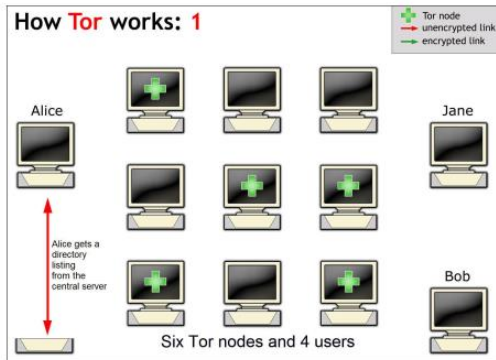 How Tor works: 1
Tor node
unencrypted link
encrypted link
Alice
Jane
Alice gets a
directory
listing
from the
central server
Bob
Six Tor nodes and 4 users